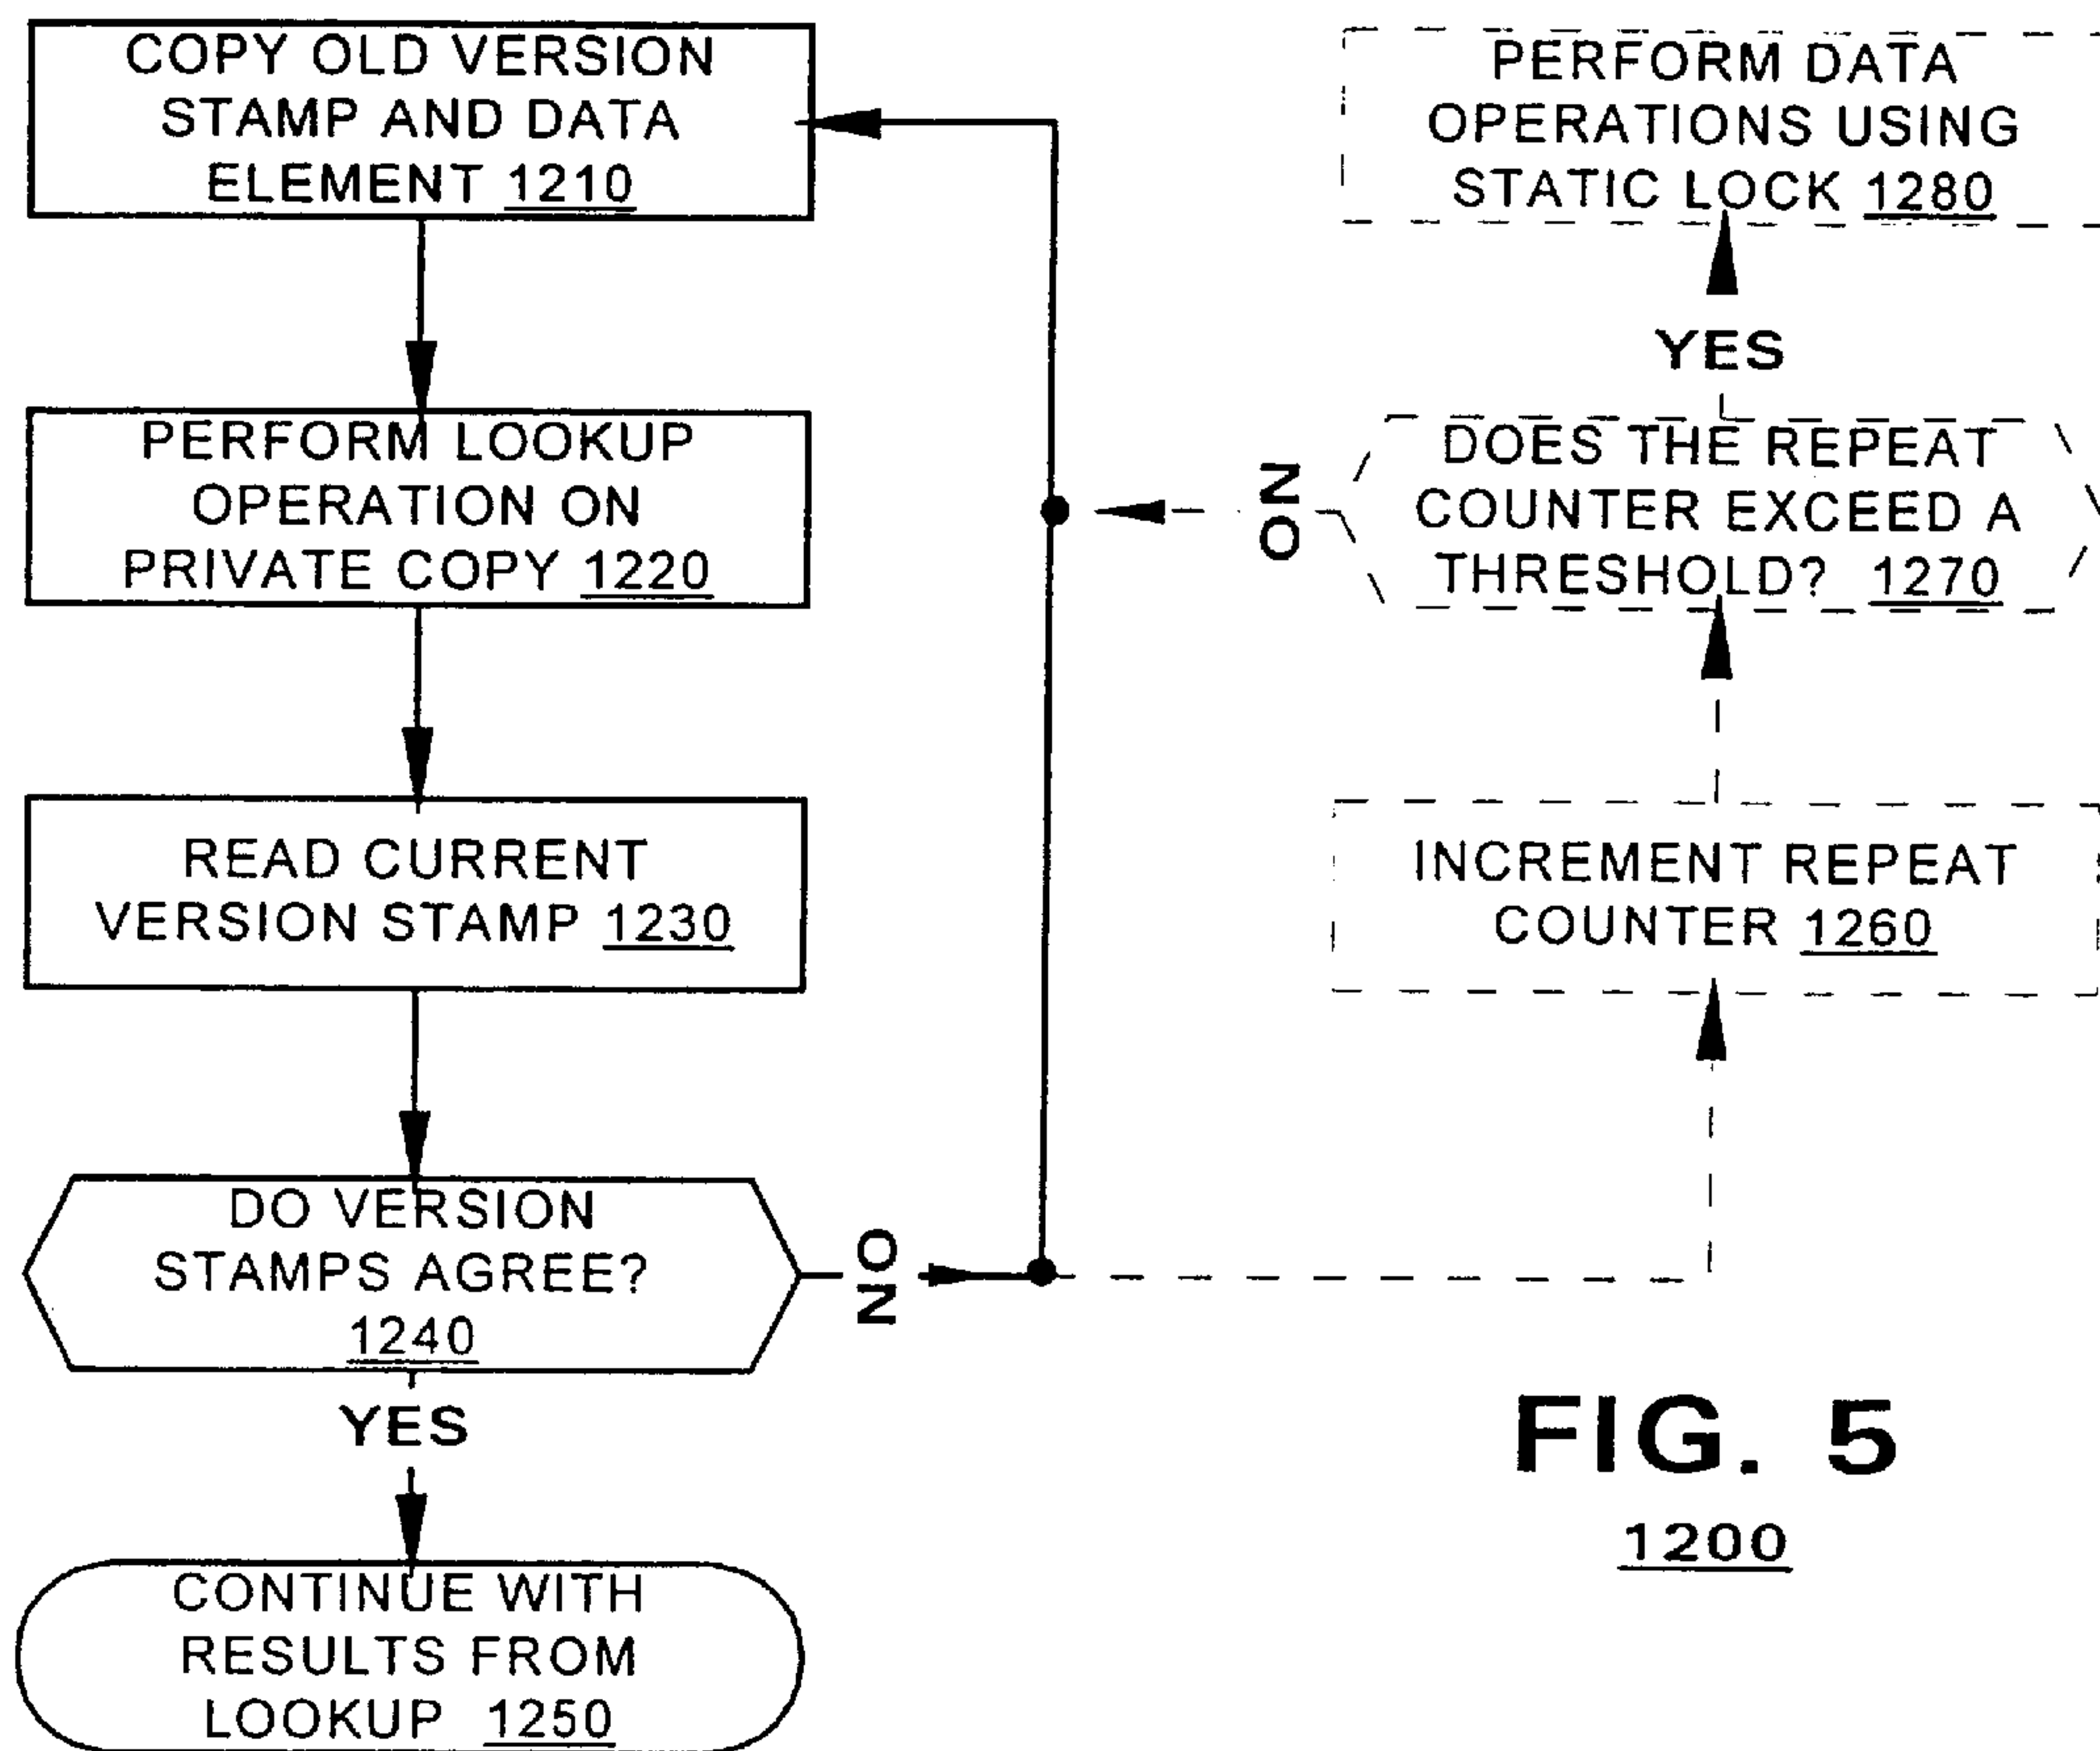 COPY OLD VERSION
STAMP AND DATA
ELEMENT 1210
PERFORM LOOKUP
OPERATION ON
PRIVATE COPY 1220
READ CURRENT
VERSION STAMP 1230
DO VERSION
STAMPS AGREE?
1240
NO
YES
CONTINUE WITH
RESULTS FROM
LOOKUP 1250
PERFORM DATA
OPERATIONS USING
STATIC LOCK 1280
YES
DOES THE REPEAT
COUNTER EXCEED A
THRESHOLD? 1270
NO
INCREMENT REPEAT
COUNTER 1260
FIG. 5
1200